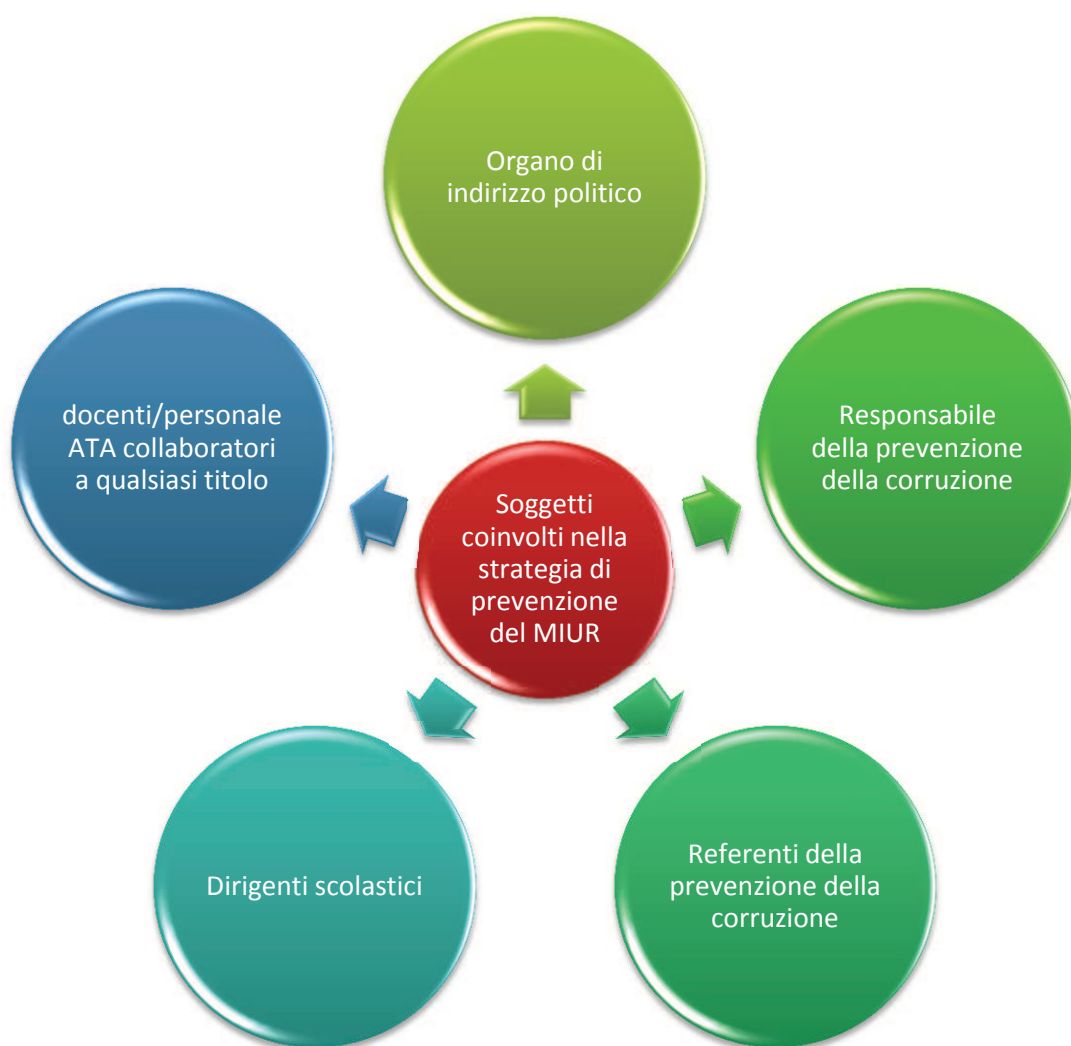 Organo di
indirizzo politico
Responsabile
della prevenzione
della corruzione
Referenti della
prevenzione della
corruzione
Dirigenti scolastici
docenti/personale
ATA collaboratori
a qualsiasi titolo
Soggetti
coinvolti nella
strategia di
prevenzione
del MIUR